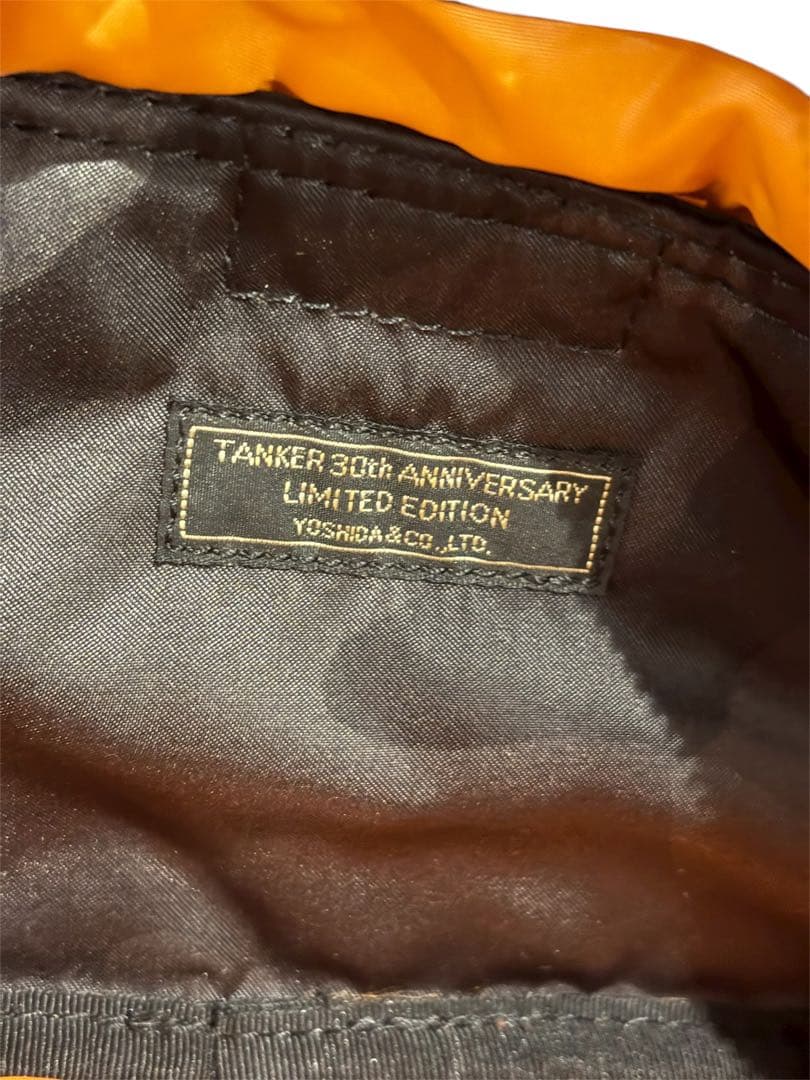 TANKER 30th ANNIVERSARY
LIMITED EDITION
YOSHIDA&CO.,LTD.